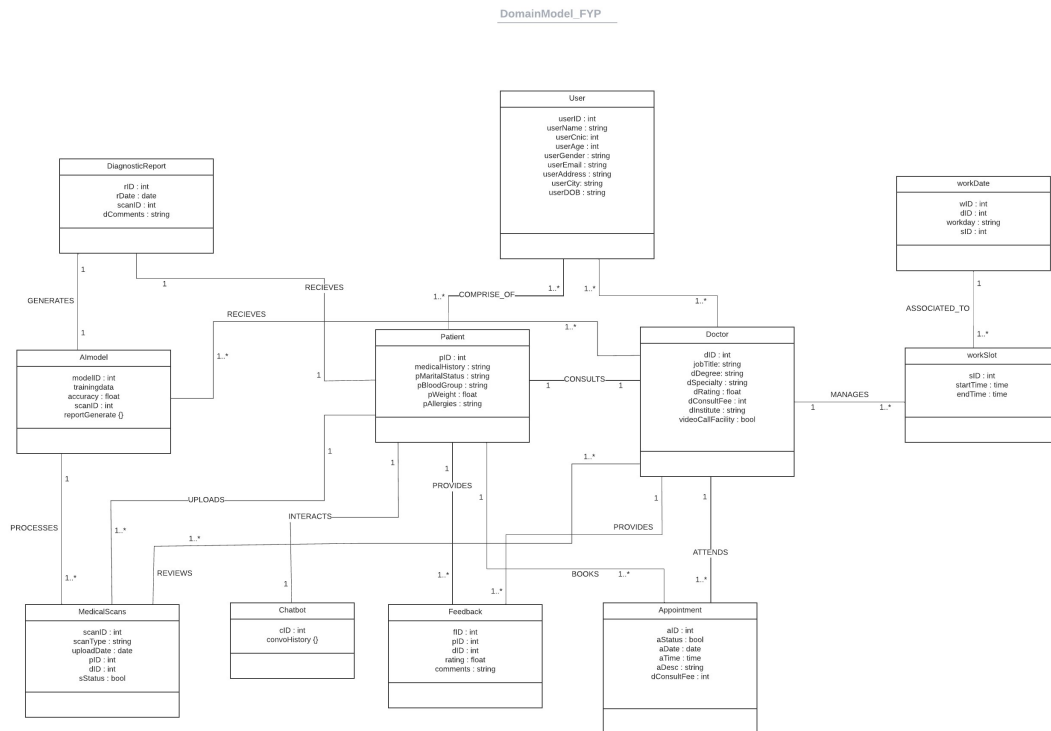 DomainModel_FYP
User
userID : int
userName : string
userCnic: int
userAge : int
userGender : string
userEmail : string
userAddress : string
userCity: string
userDOB : string
DiagnosticReport
rID : int
rDate : date
scanID : int
dComments : string
workDate
wID : int
dID : int
workday : string
sID : int
1
1
1
GENERATES
RECIEVES
1..*
COMPRISE_OF
1..*
1..*
1..*
ASSOCIATED_TO
RECIEVES
1..*
1
1..*
1..*
1
AImodel
modelID : int
trainingdata
accuracy : float
scanID : int
reportGenerate {}
Patient
pID : int
medicalHistory : string
pMaritalStatus : string
pBloodGroup : string
pWeight : float
pAllergies : string
1
CONSULTS
1
Doctor
dID : int
jobTitle: string
dDegree: string
dSpecialty : string
dRating : float
dConsultFee : int
dInstitute : string
videoCallFacility : bool
MANAGES
1
1..*
workSlot
sID : int
startTime : time
endTime : time
1
1
1
1
1..*
PROVIDES
1
1
1
UPLOADS
INTERACTS
PROCESSES
1..*
1..*
PROVIDES
ATTENDS
REVIEWS
1..*
1
1..*
1..*
BOOKS
1..*
1..*
MedicalScans
scanID : int
scanType : string
uploadDate : date
pID : int
dID : int
sStatus : bool
Chatbot
cID : int
convoHistory {}
Feedback
fID : int
pID : int
dID : int
rating : float
comments : string
Appointment
aID : int
aStatus : bool
aDate : date
aTime : time
aDesc : string
dConsultFee : int